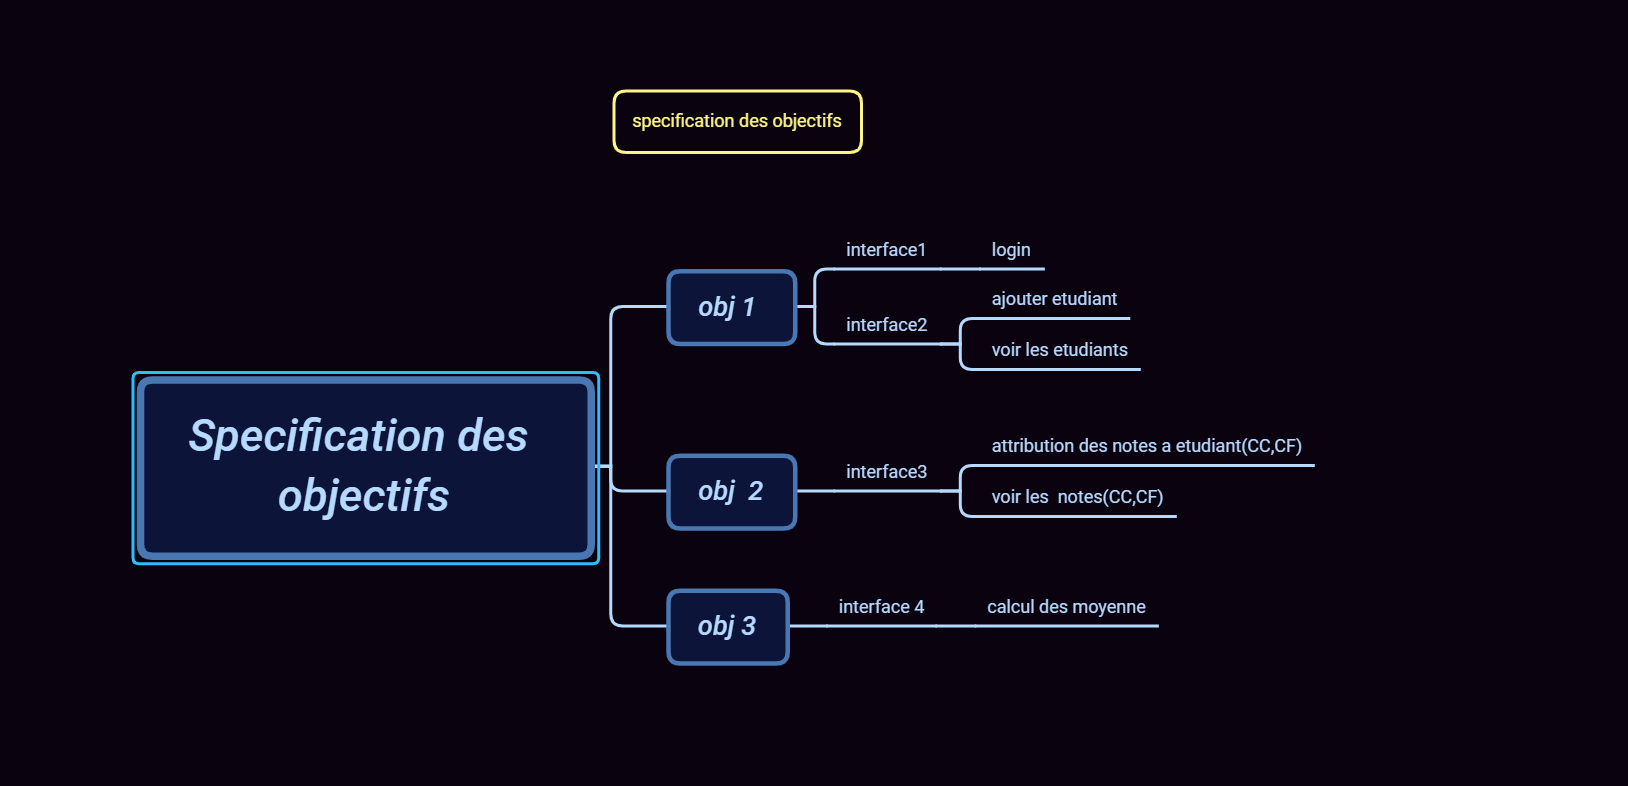 specification des objectifs
Specification des
objectifs
obj 1
interface1
login
interface2
ajouter etudiant
voir les etudiants
obj  2
interface3
attribution des notes a etudiant(CC,CF)
voir les  notes(CC,CF)
obj 3
interface 4
calcul des moyenne